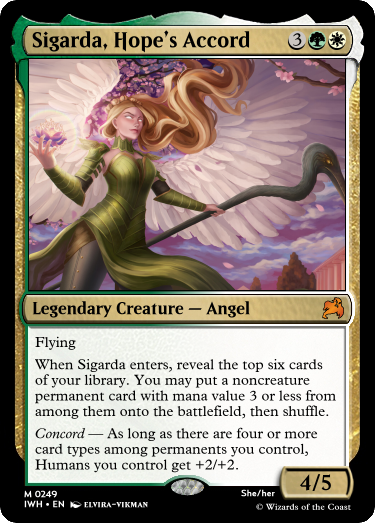 Sigarda, Hope's Accord 3
Legendary Creature — Angel
Flying
When Sigarda enters, reveal the top six cards
of your library. You may put a noncreature
permanent card with mana value 3 or less from
among them onto the battlefield, then shuffle.
Concord — As long as there are four or more
card types among permanents you control,
Humans you control get +2/+2.
4/5
M 0249
IWH • EN ELVIRA-VIKMAN
She/her
© Wizards of the Coast